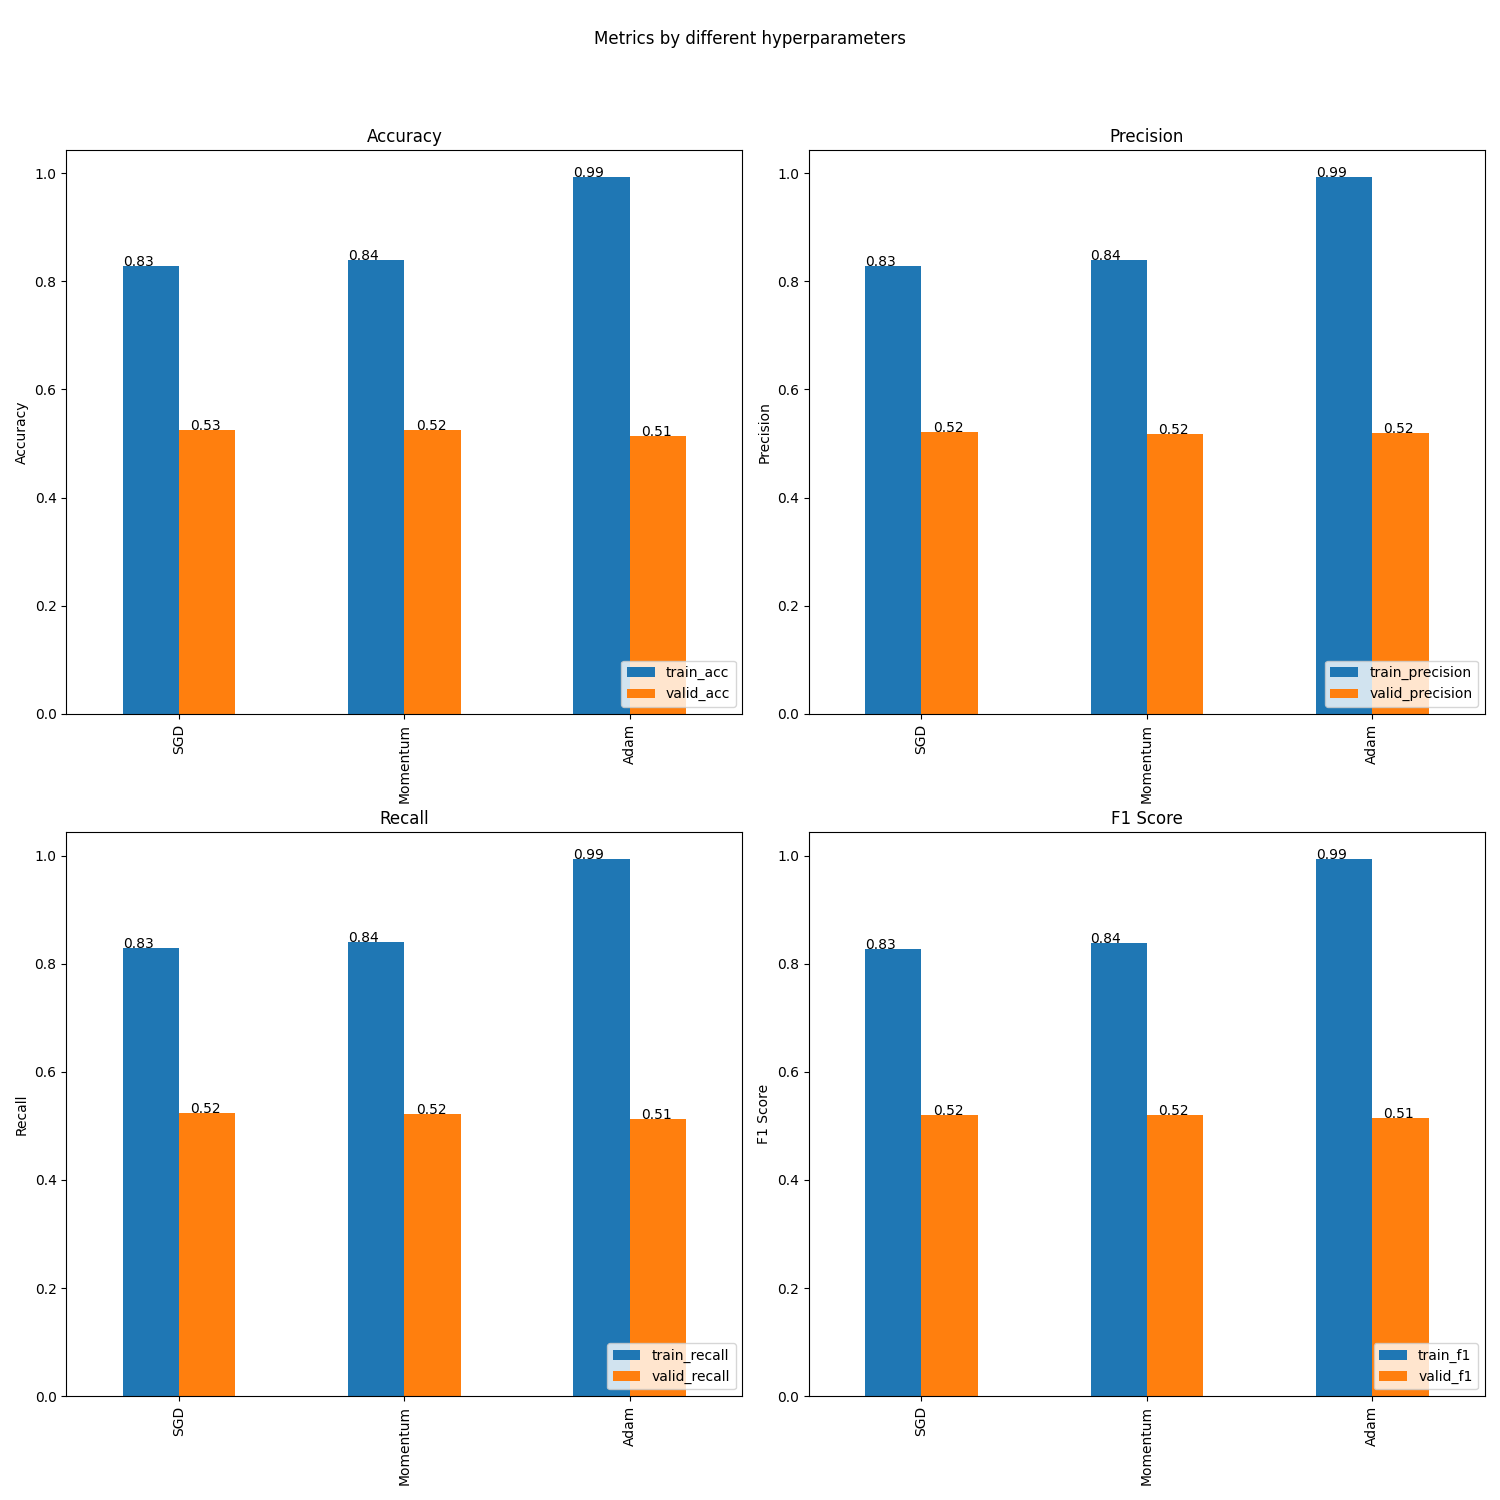 Metrics by different hyperparameters
Accuracy
Accuracy
1.0
0.8
0.6
0.4
0.2
0.0
0.83
0.53
0.84
0.52
0.99
0.51
train_acc
valid_acc
SGD
Momentum
Adam
Precision
Precision
1.0
0.8
0.6
0.4
0.2
0.0
0.83
0.52
0.84
0.52
0.99
0.52
train_precision
valid_precision
SGD
Momentum
Adam
Recall
Recall
1.0
0.8
0.6
0.4
0.2
0.0
0.83
0.52
0.84
0.52
0.99
0.51
train_recall
valid_recall
SGD
Momentum
Adam
F1 Score
F1 Score
1.0
0.8
0.6
0.4
0.2
0.0
0.83
0.52
0.84
0.52
0.99
0.51
train_f1
valid_f1
SGD
Momentum
Adam